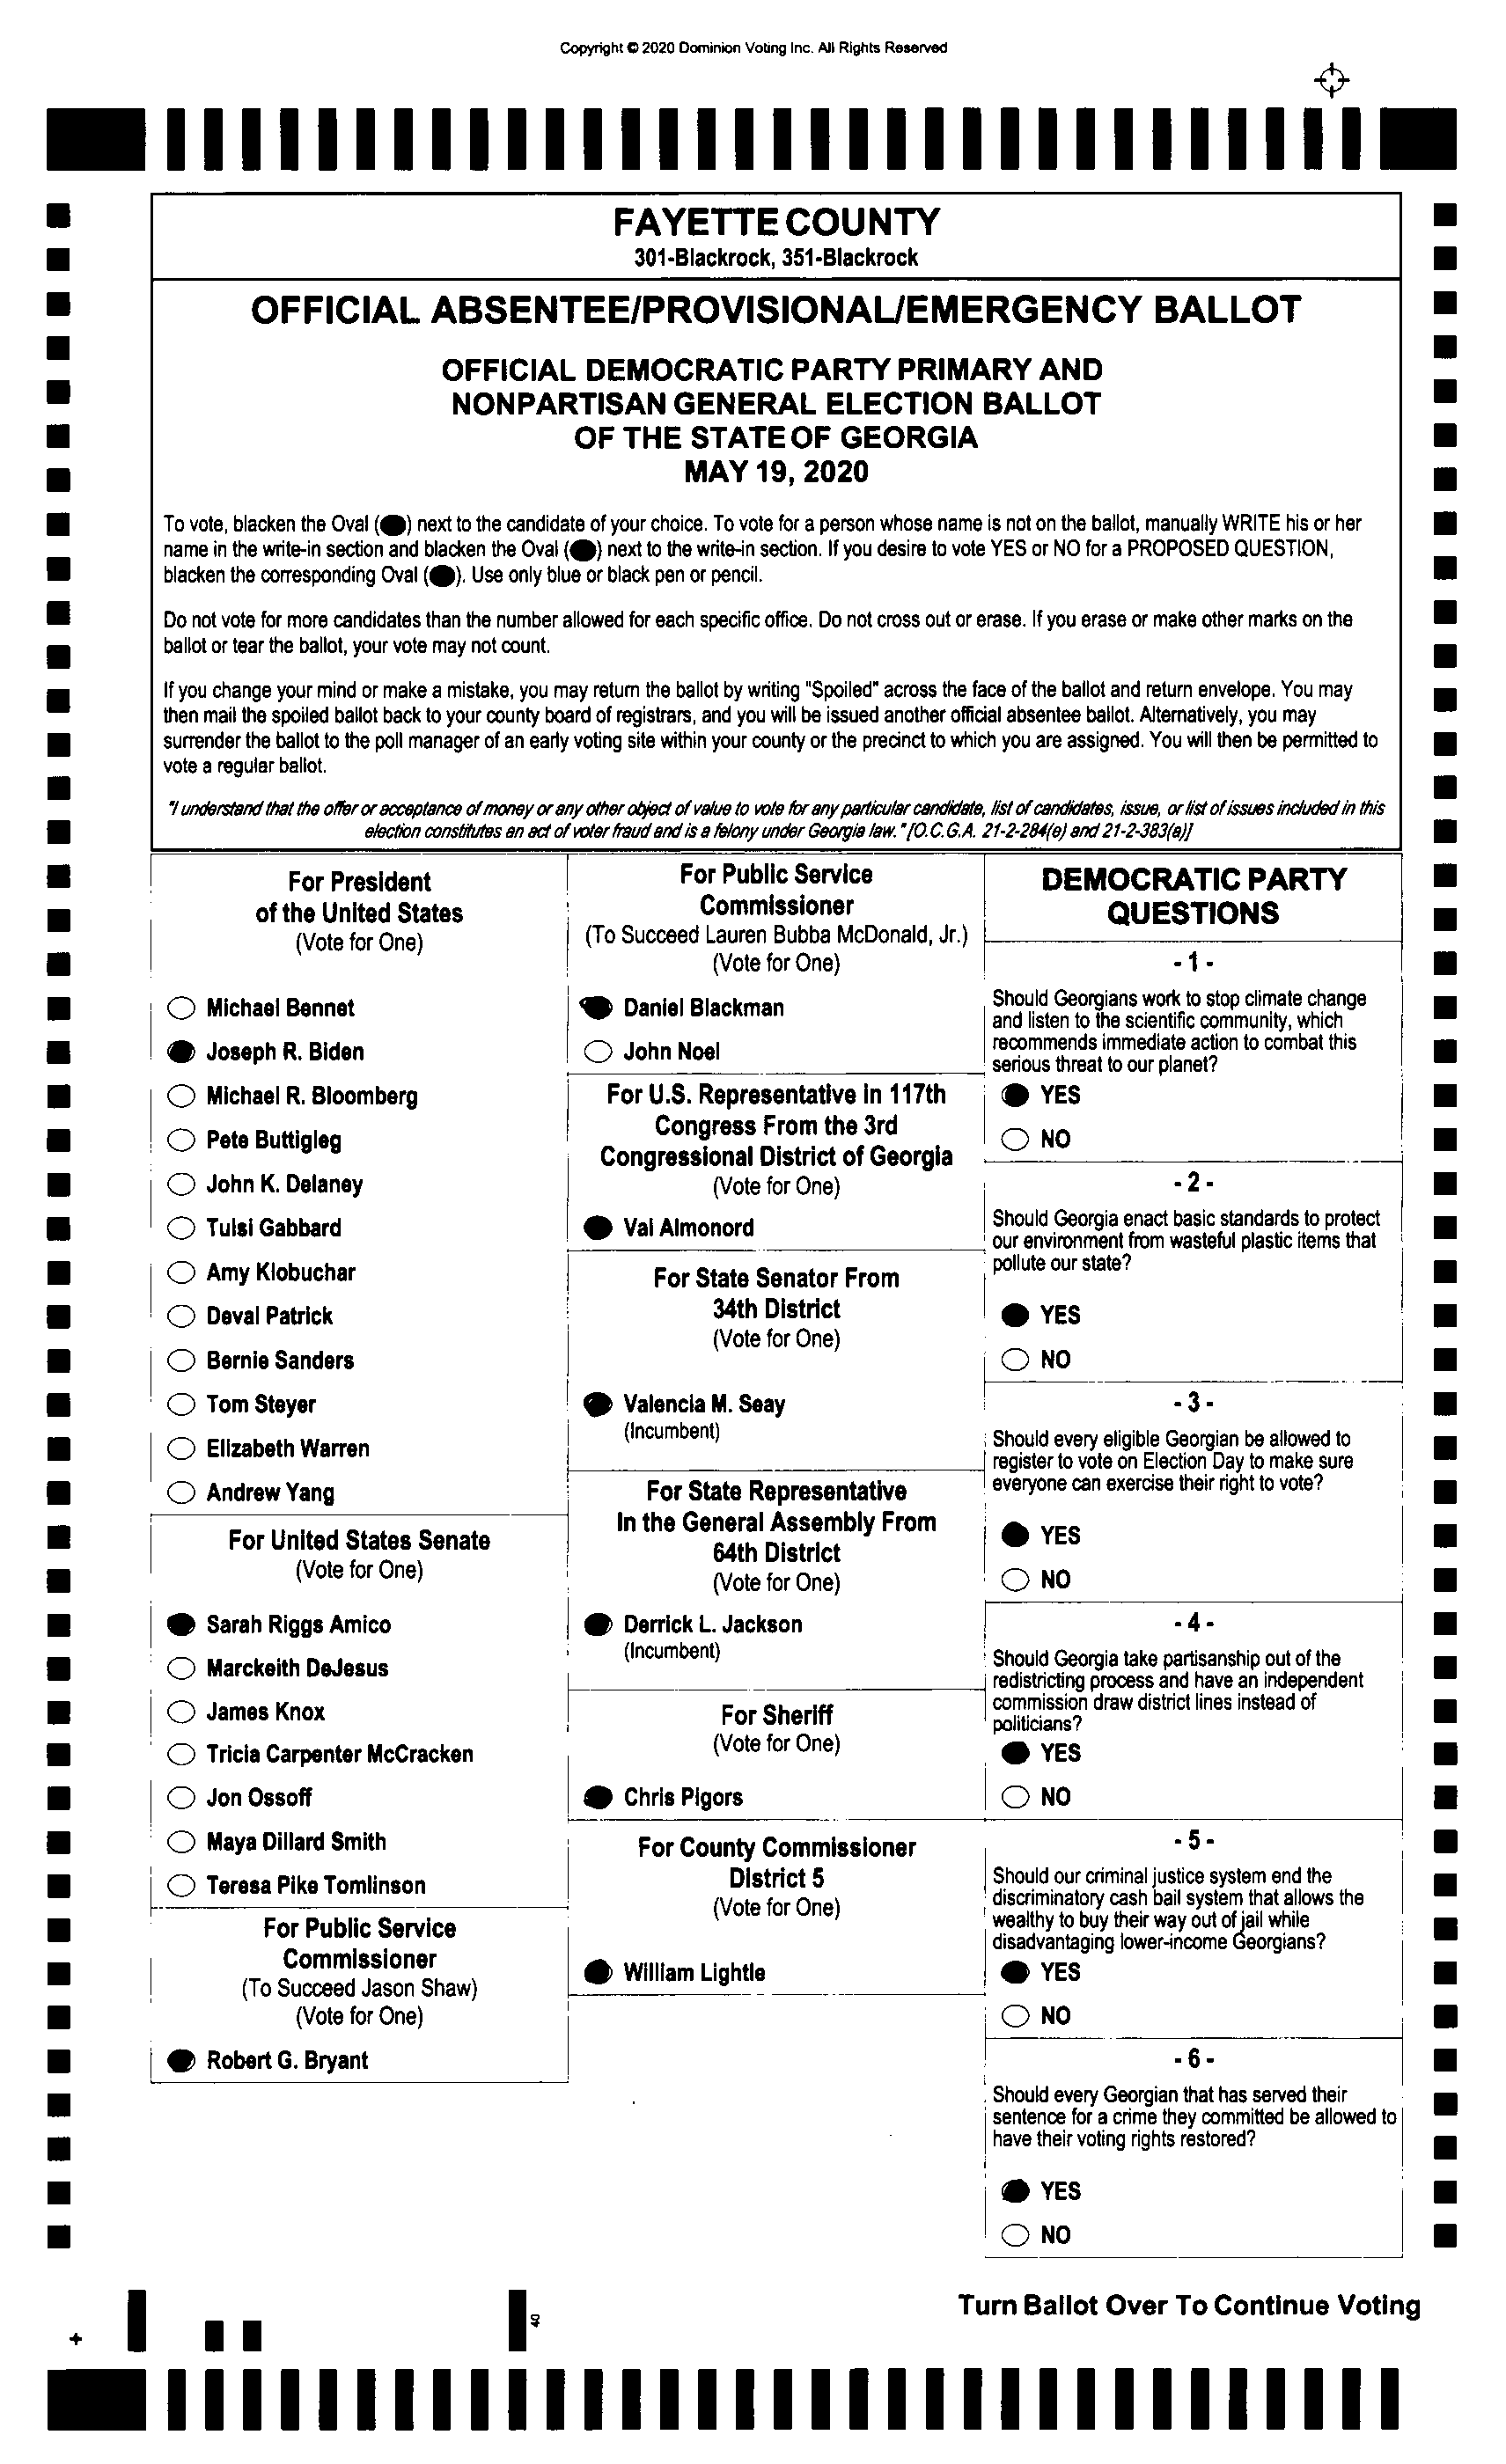 Copyright © 2020 Dominion Voting Inc. All Rights Reserved
FAYETTE COUNTY
301-Blackrock, 351-Blackrock
OFFICIAL ABSENTEE/PROVISIONAL/EMERGENCY BALLOT
OFFICIAL DEMOCRATIC PARTY PRIMARY AND
NONPARTISAN GENERAL ELECTION BALLOT
OF THE STATE OF GEORGIA
MAY 19, 2020
To vote, blacken the Oval () next to the candidate of your choice. To vote for a person whose name is not on the ballot, manually WRITE his or her
name in the write-in section and blacken the Oval () next to the write-in section. If you desire to vote YES or NO for a PROPOSED QUESTION,
blacken the corresponding Oval (). Use only blue or black pen or pencil.
Do not vote for more candidates than the number allowed for each specific office. Do not cross out or erase. If you erase or make other marks on the
ballot or tear the ballot, your vote may not count.
If you change your mind or make a mistake, you may return the ballot by writing "Spoiled" across the face of the ballot and return envelope. You may
then mail the spoiled ballot back to your county board of registrars, and you will be issued another official absentee ballot. Alternatively, you may
surrender the ballot to the poll manager of an early voting site within your county or the precinct to which you are assigned. You will then be permitted to
vote a regular ballot.
"I understand that the offer or acceptance of money or any other object of value to vote for any particular candidate, list of candidates, issue, or list of issues included in this
election constitutes an act of voter fraud and is a felony under Georgia law. "[O.C.G.A. 21-2-284(e) and 21-2-383(a)]
For President
of the United States
(Vote for One)
Michael Bennet
Joseph R. Biden
Michael R. Bloomberg
Pete Buttigieg
John K. Delaney
Tulsi Gabbard
Amy Klobuchar
Deval Patrick
Bernie Sanders
Tom Steyer
Elizabeth Warren
Andrew Yang
For United States Senate
(Vote for One)
Sarah Riggs Amico
Marckeith DeJesus
James Knox
Tricia Carpenter McCracken
Jon Ossoff
Maya Dillard Smith
Teresa Pike Tomlinson
For Public Service
Commissioner
(To Succeed Jason Shaw)
(Vote for One)
Robert G. Bryant
For Public Service
Commissioner
(To Succeed Lauren Bubba McDonald, Jr.)
(Vote for One)
Daniel Blackman
John Noel
For U.S. Representative in 117th
Congress From the 3rd
Congressional District of Georgia
(Vote for One)
Val Almonord
For State Senator From
34th District
(Vote for One)
Valencia M. Seay
(Incumbent)
For State Representative
In the General Assembly From
64th District
(Vote for One)
Derrick L. Jackson
(Incumbent)
For Sheriff
(Vote for One)
Chris Pigors
For County Commissioner
District 5
(Vote for One)
William Lightle
DEMOCRATIC PARTY
QUESTIONS
- 1 -
Should Georgians work to stop climate change
and listen to the scientific community, which
recommends immediate action to combat this
serious threat to our planet?
YES
NO
- 2 -
Should Georgia enact basic standards to protect
our environment from wasteful plastic items that
pollute our state?
YES
NO
- 3 -
Should every eligible Georgian be allowed to
register to vote on Election Day to make sure
everyone can exercise their right to vote?
YES
NO
- 4 -
Should Georgia take partisanship out of the
redistricting process and have an independent
commission draw district lines instead of
politicians?
YES
NO
- 5 -
Should our criminal justice system end the
discriminatory cash bail system that allows the
wealthy to buy their way out of jail while
disadvantaging lower-income Georgians?
YES
NO
- 6 -
Should every Georgian that has served their
sentence for a crime they committed be allowed to
have their voting rights restored?
YES
NO
Turn Ballot Over To Continue Voting